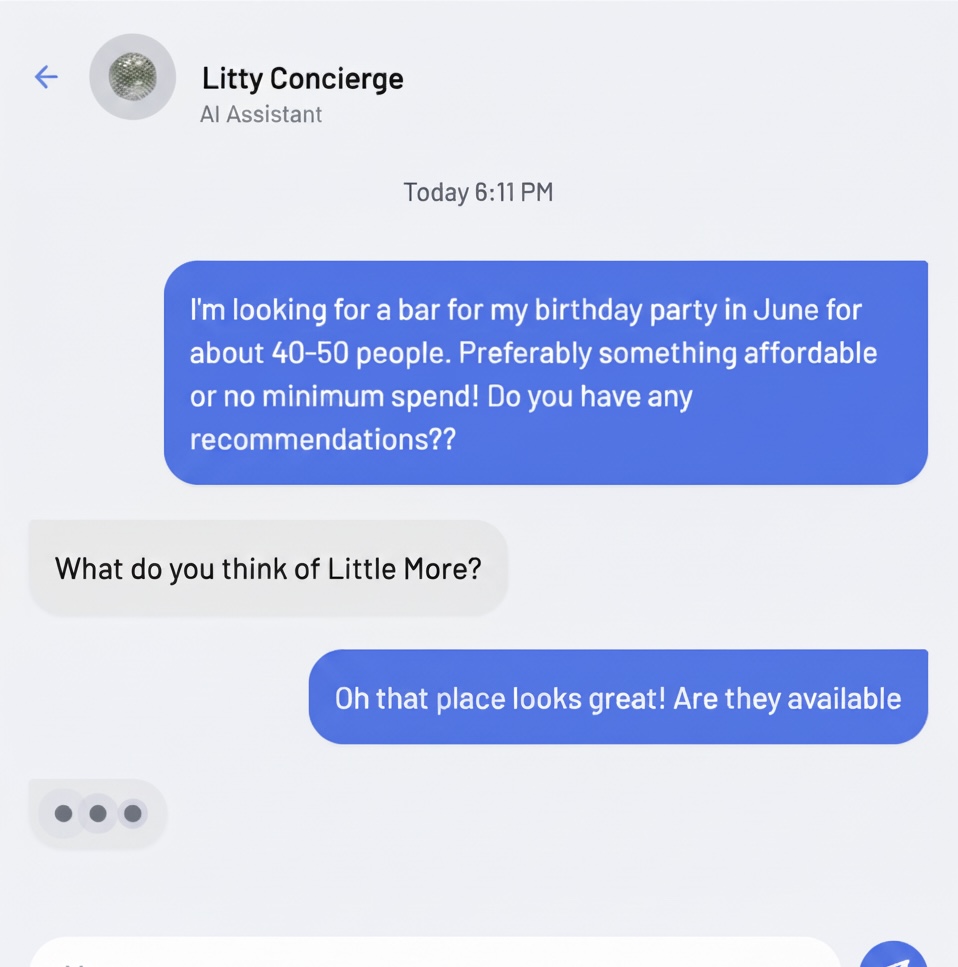 Litty Concierge
AI Assistant
Today 6:11 PM
I'm looking for a bar for my birthday party in June for
about 40-50 people. Preferably something affordable
or no minimum spend! Do you have any
recommendations??
What do you think of Little More?
Oh that place looks great! Are they available